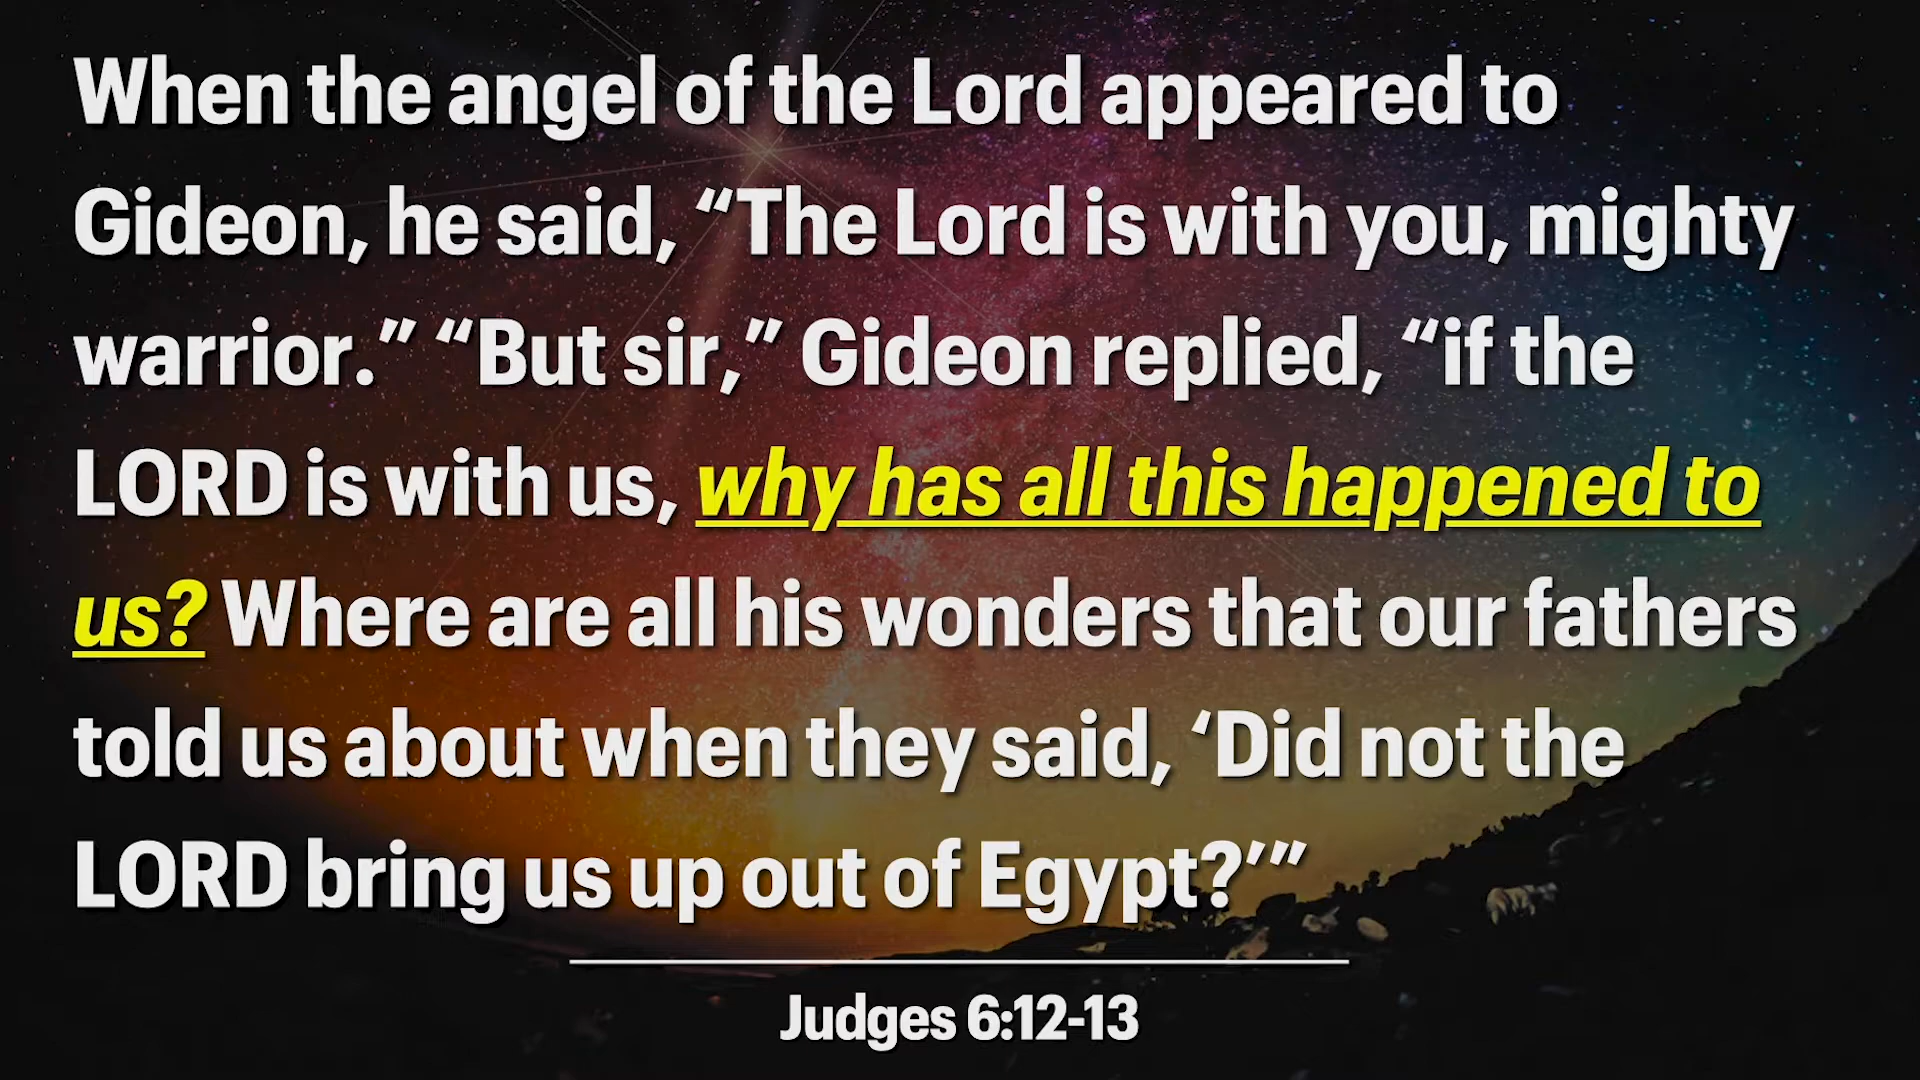 When the angel of the Lord appeared to
Gideon, he said, “The Lord is with you, mighty
warrior.” “But sir,” Gideon replied, “if the
LORD is with us, why has all this happened to
us? Where are all his wonders that our fathers
told us about when they said, ‘Did not the
LORD bring us up out of Egypt?’”
Judges 6:12-13